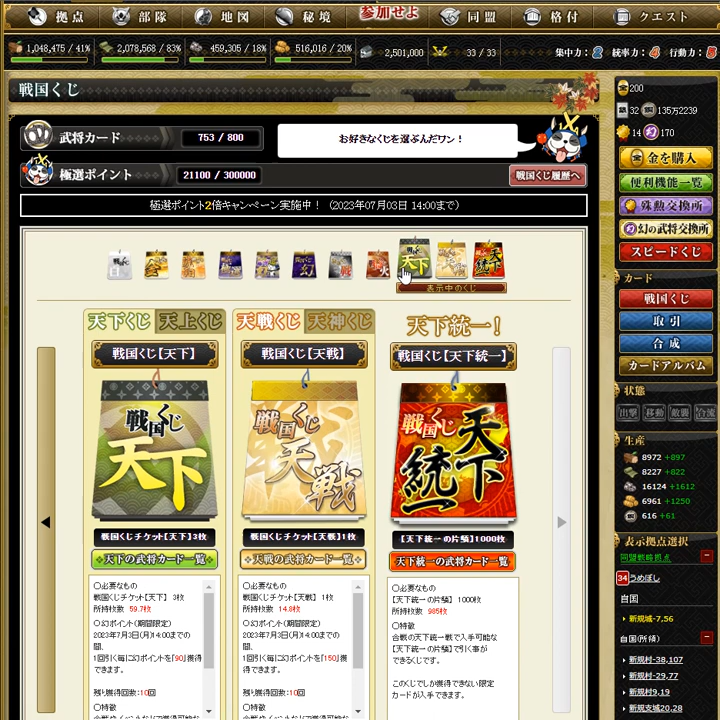 拠点 部隊 地図 秘境 参加せよ 同盟 格付 クエスト
1,048,475 / 41% 2,078,568 / 83% 459,305 / 18% 516,016 / 20% 2,501,000 33 / 33 集中力: 2 統率力: 4 行動力: 8
戦国くじ
武将カード 753 / 800
お好きなくじを選ぶんだワン！
極選ポイント 21100 / 300000 戦国くじ履歴へ
極選ポイント2倍キャンペーン実施中！（2023年07月03日 14:00まで）
表示中のくじ
天下くじ 天上くじ 天戦くじ 天神くじ 天下統一！
戦国くじ【天下】 戦国くじ【天戦】 戦国くじ【天下統一】
戦国くじ 天下
戦国くじ 天戦
戦国くじ 天下統一
戦国くじチケット【天下】3枚 戦国くじチケット【天戦】1枚 【天下統一の片鱗】1000枚
天下の武将カード一覧 天戦の武将カード一覧 天下統一の武将カード一覧
○必要なもの
戦国くじチケット【天下】 3枚
所持枚数 59.7枚
○幻ポイント（期間限定）
2023年7月3日(月)14:00までの
間、
1回引く毎に幻ポイントを「90」獲得
できます。
残り獲得回数:10回
○特徴
○必要なもの
戦国くじチケット【天戦】 1枚
所持枚数 14.8枚
○幻ポイント（期間限定）
2023年7月3日(月)14:00までの
間、
1回引く毎に幻ポイントを「150」獲
得できます。
残り獲得回数:10回
○特徴
○必要なもの
【天下統一の片鱗】 1000枚
所持枚数 985枚
○特徴
合戦の天下統一戦で入手可能な
【天下統一の片鱗】で引く事が
できるくじです。
このくじでしか獲得できない限定
カードが入手できます。
200
32 135万2239
14 170
金を購入
便利機能一覧
殊勲交換所
幻の武将交換所
スピードくじ
カード
戦国くじ
取引
合成
カードアルバム
状態
出撃 移動 敵襲 合流
生産
8972 +897
8227 +822
16124 +1612
6961 +1250
616 +61
表示拠点選択
同盟戦略拠点
34 うめぼし
自国
新規城-7,56
自国(所領)
新規村-38,107
新規村-29,77
新規村9,19
新規支城20,28